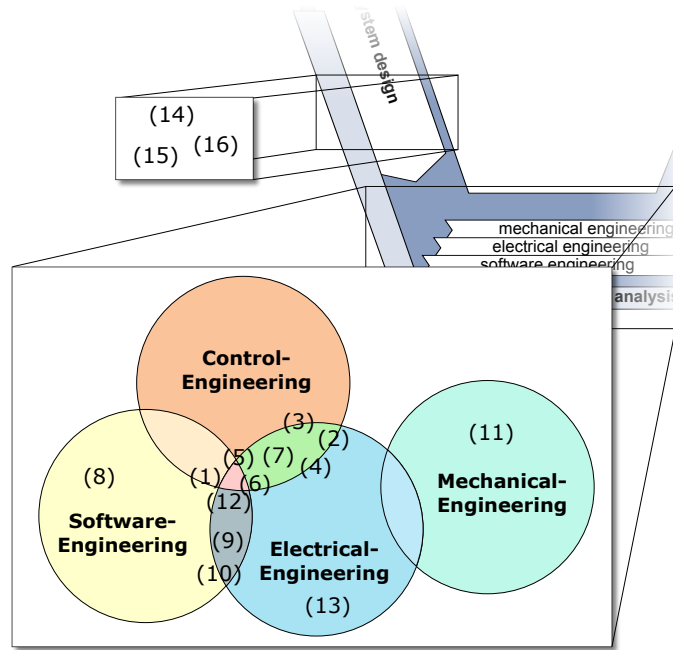 ystem design
(14)
(15)
(16)
mechanical engineering
electrical engineering
software engineering
analysis
Control-
Engineering
(3)
(2)
(5)
(7)
(4)
(1)
(6)
(12)
(8)
(9)
(10)
(11)
Software-
Engineering
Electrical-
Engineering
(13)
Mechanical-
Engineering